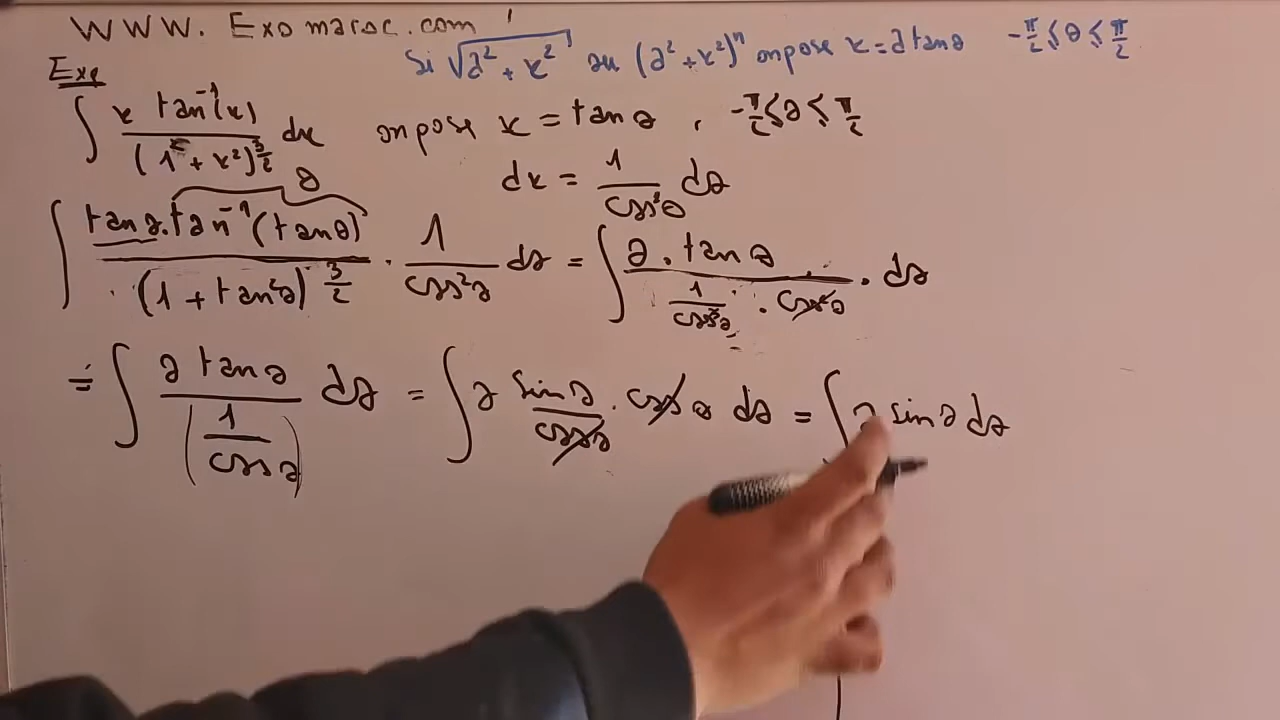 WWW. Exomaroc.com
Si √(a² + x²) ou (a² + x²)ⁿ on pose x = a tanθ -π/2 ≤ θ ≤ π/2
Exe
∫ x tan⁻¹(x) / (1² + x²)^(3/2) dx on pose x = tan θ , -π/2 ≤ θ ≤ π/2
θ
dx = 1/cos²θ dθ
∫ tan θ . tan⁻¹(tan θ) / (1 + tan²θ)^(3/2) . 1/cos²θ dθ = ∫ θ . tan θ / (1/cos³θ . cos²θ) . dθ
= ∫ θ tan θ / (1/cos θ) dθ = ∫ θ sin θ/cos θ . cos θ dθ = ∫ θ sin θ dθ